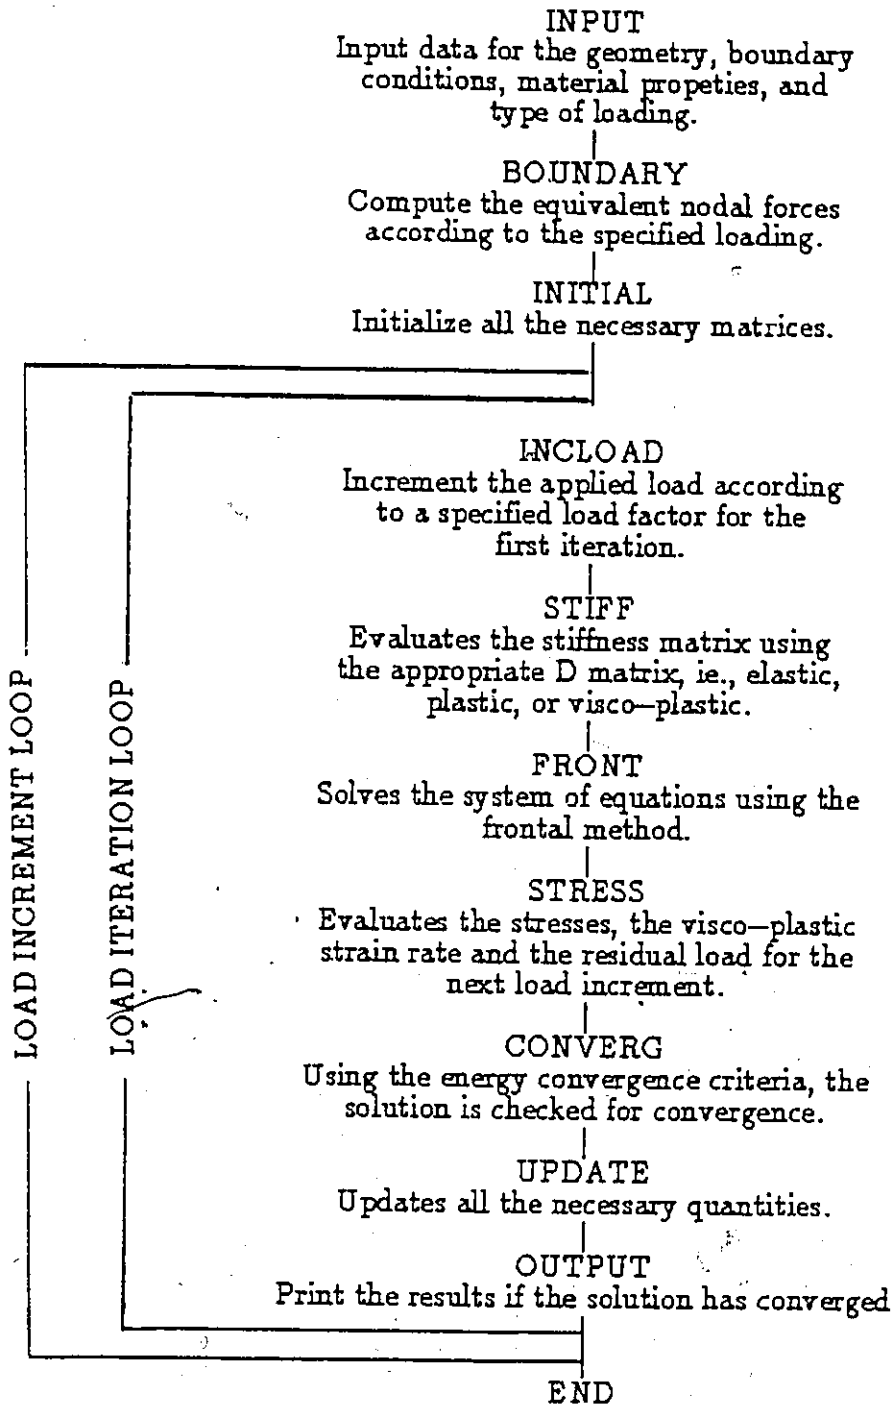 INPUT
Input data for the geometry, boundary
conditions, material propeties, and
type of loading.
BOUNDARY
Compute the equivalent nodal forces
according to the specified loading.
INITIAL
Initialize all the necessary matrices.
INCLOAD
Increment the applied load according
to a specified load factor for the
first iteration.
STIFF
Evaluates the stiffness matrix using
the appropriate D matrix, ie., elastic,
plastic, or visco–plastic.
FRONT
Solves the system of equations using the
frontal method.
STRESS
Evaluates the stresses, the visco–plastic
strain rate and the residual load for the
next load increment.
CONVERG
Using the energy convergence criteria, the
solution is checked for convergence.
UPDATE
Updates all the necessary quantities.
OUTPUT
Print the results if the solution has converged
END
LOAD INCREMENT LOOP
LOAD ITERATION LOOP